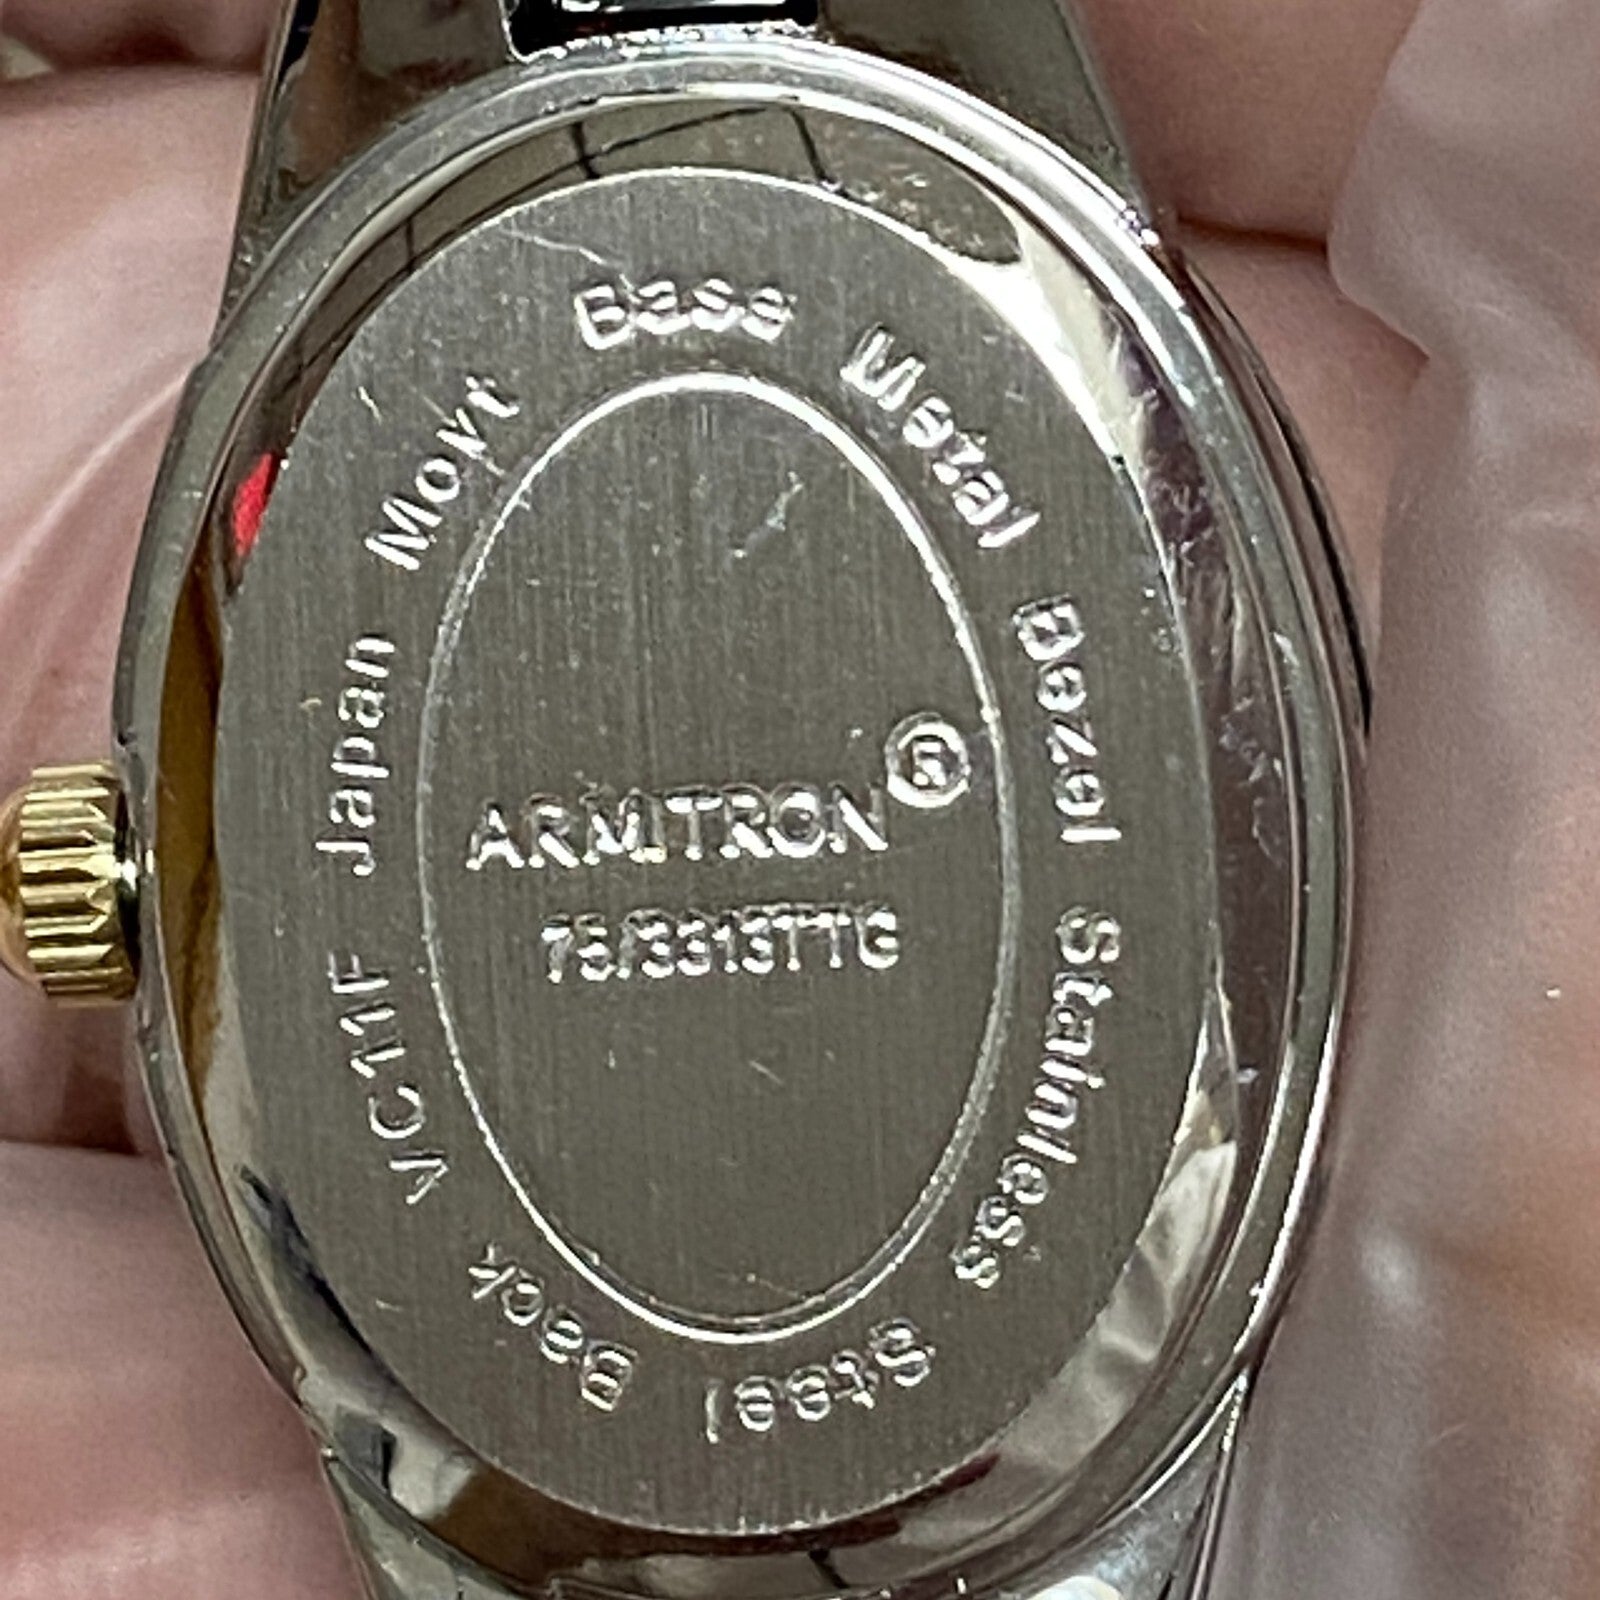 Base Metal Bezel Stainless Steel Back VC11F Japan Movt
ARMITRON®
75/3313TTG